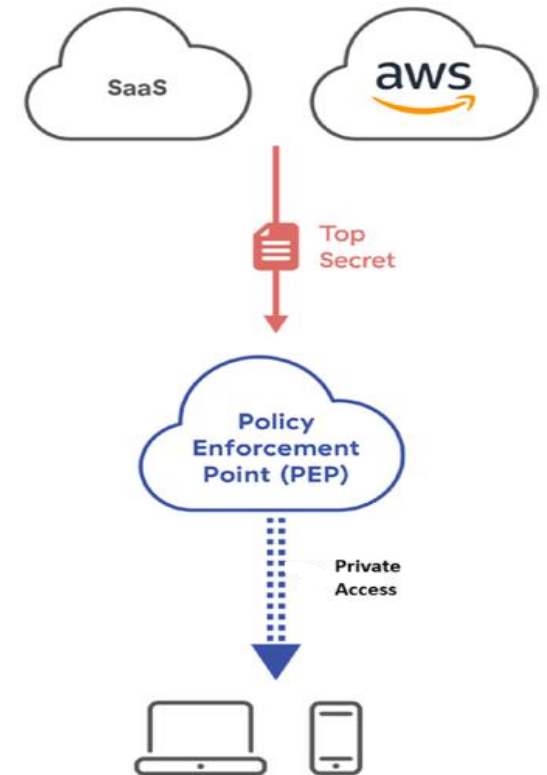 SaaS
aws
Top
Secret
Policy
Enforcement
Point (PEP)
Private
Access